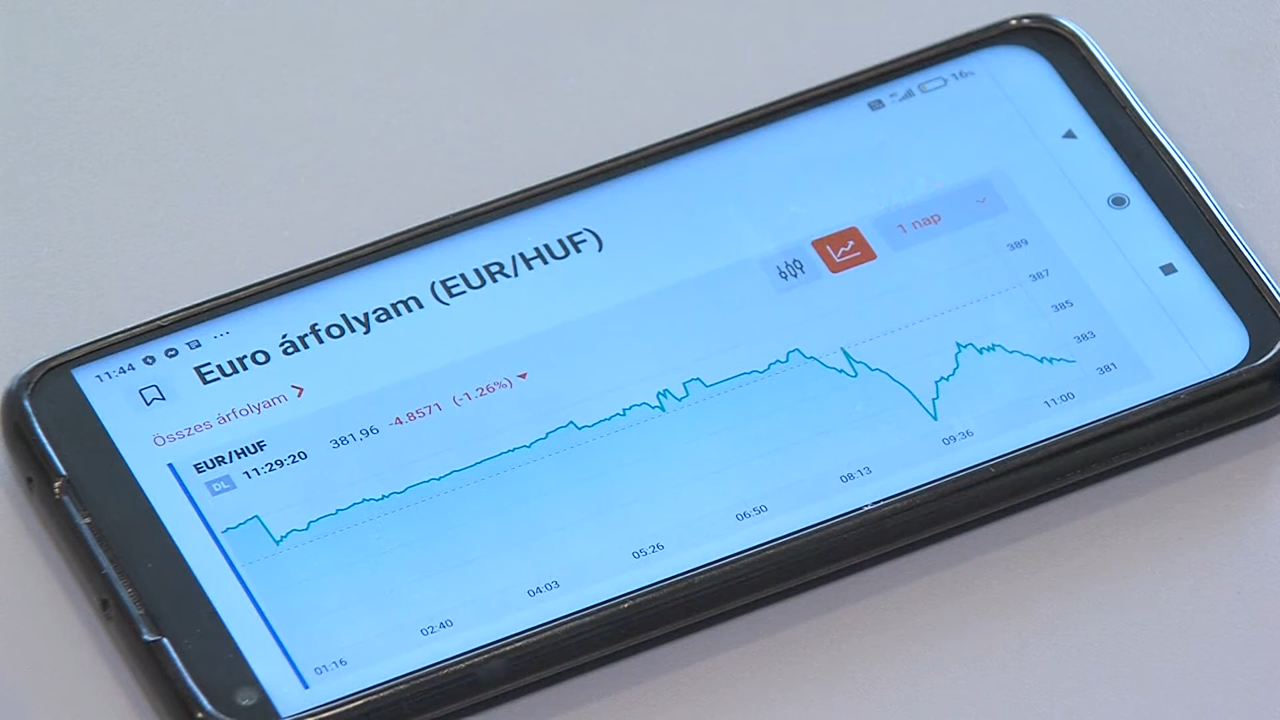 11:44 ... 16%
Euro árfolyam (EUR/HUF)
Összes árfolyam
1 nap
EUR/HUF
DL 11:29:20 381,96 -4.8571 (-1.26%)
389
387
385
383
381
01:16 02:40 04:03 05:26 06:50 08:13 09:36 11:00